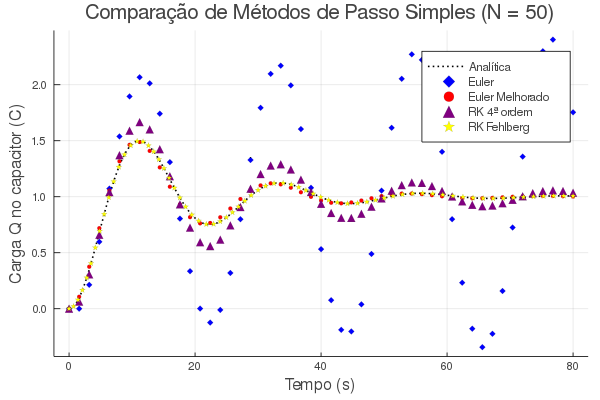 Comparação de Métodos de Passo Simples (N = 50)
Carga Q no capacitor (C)
2.0
1.5
1.0
0.5
0.0
Analítica
Euler
Euler Melhorado
RK 4ª ordem
RK Fehlberg
0 20 40 60 80
Tempo (s)